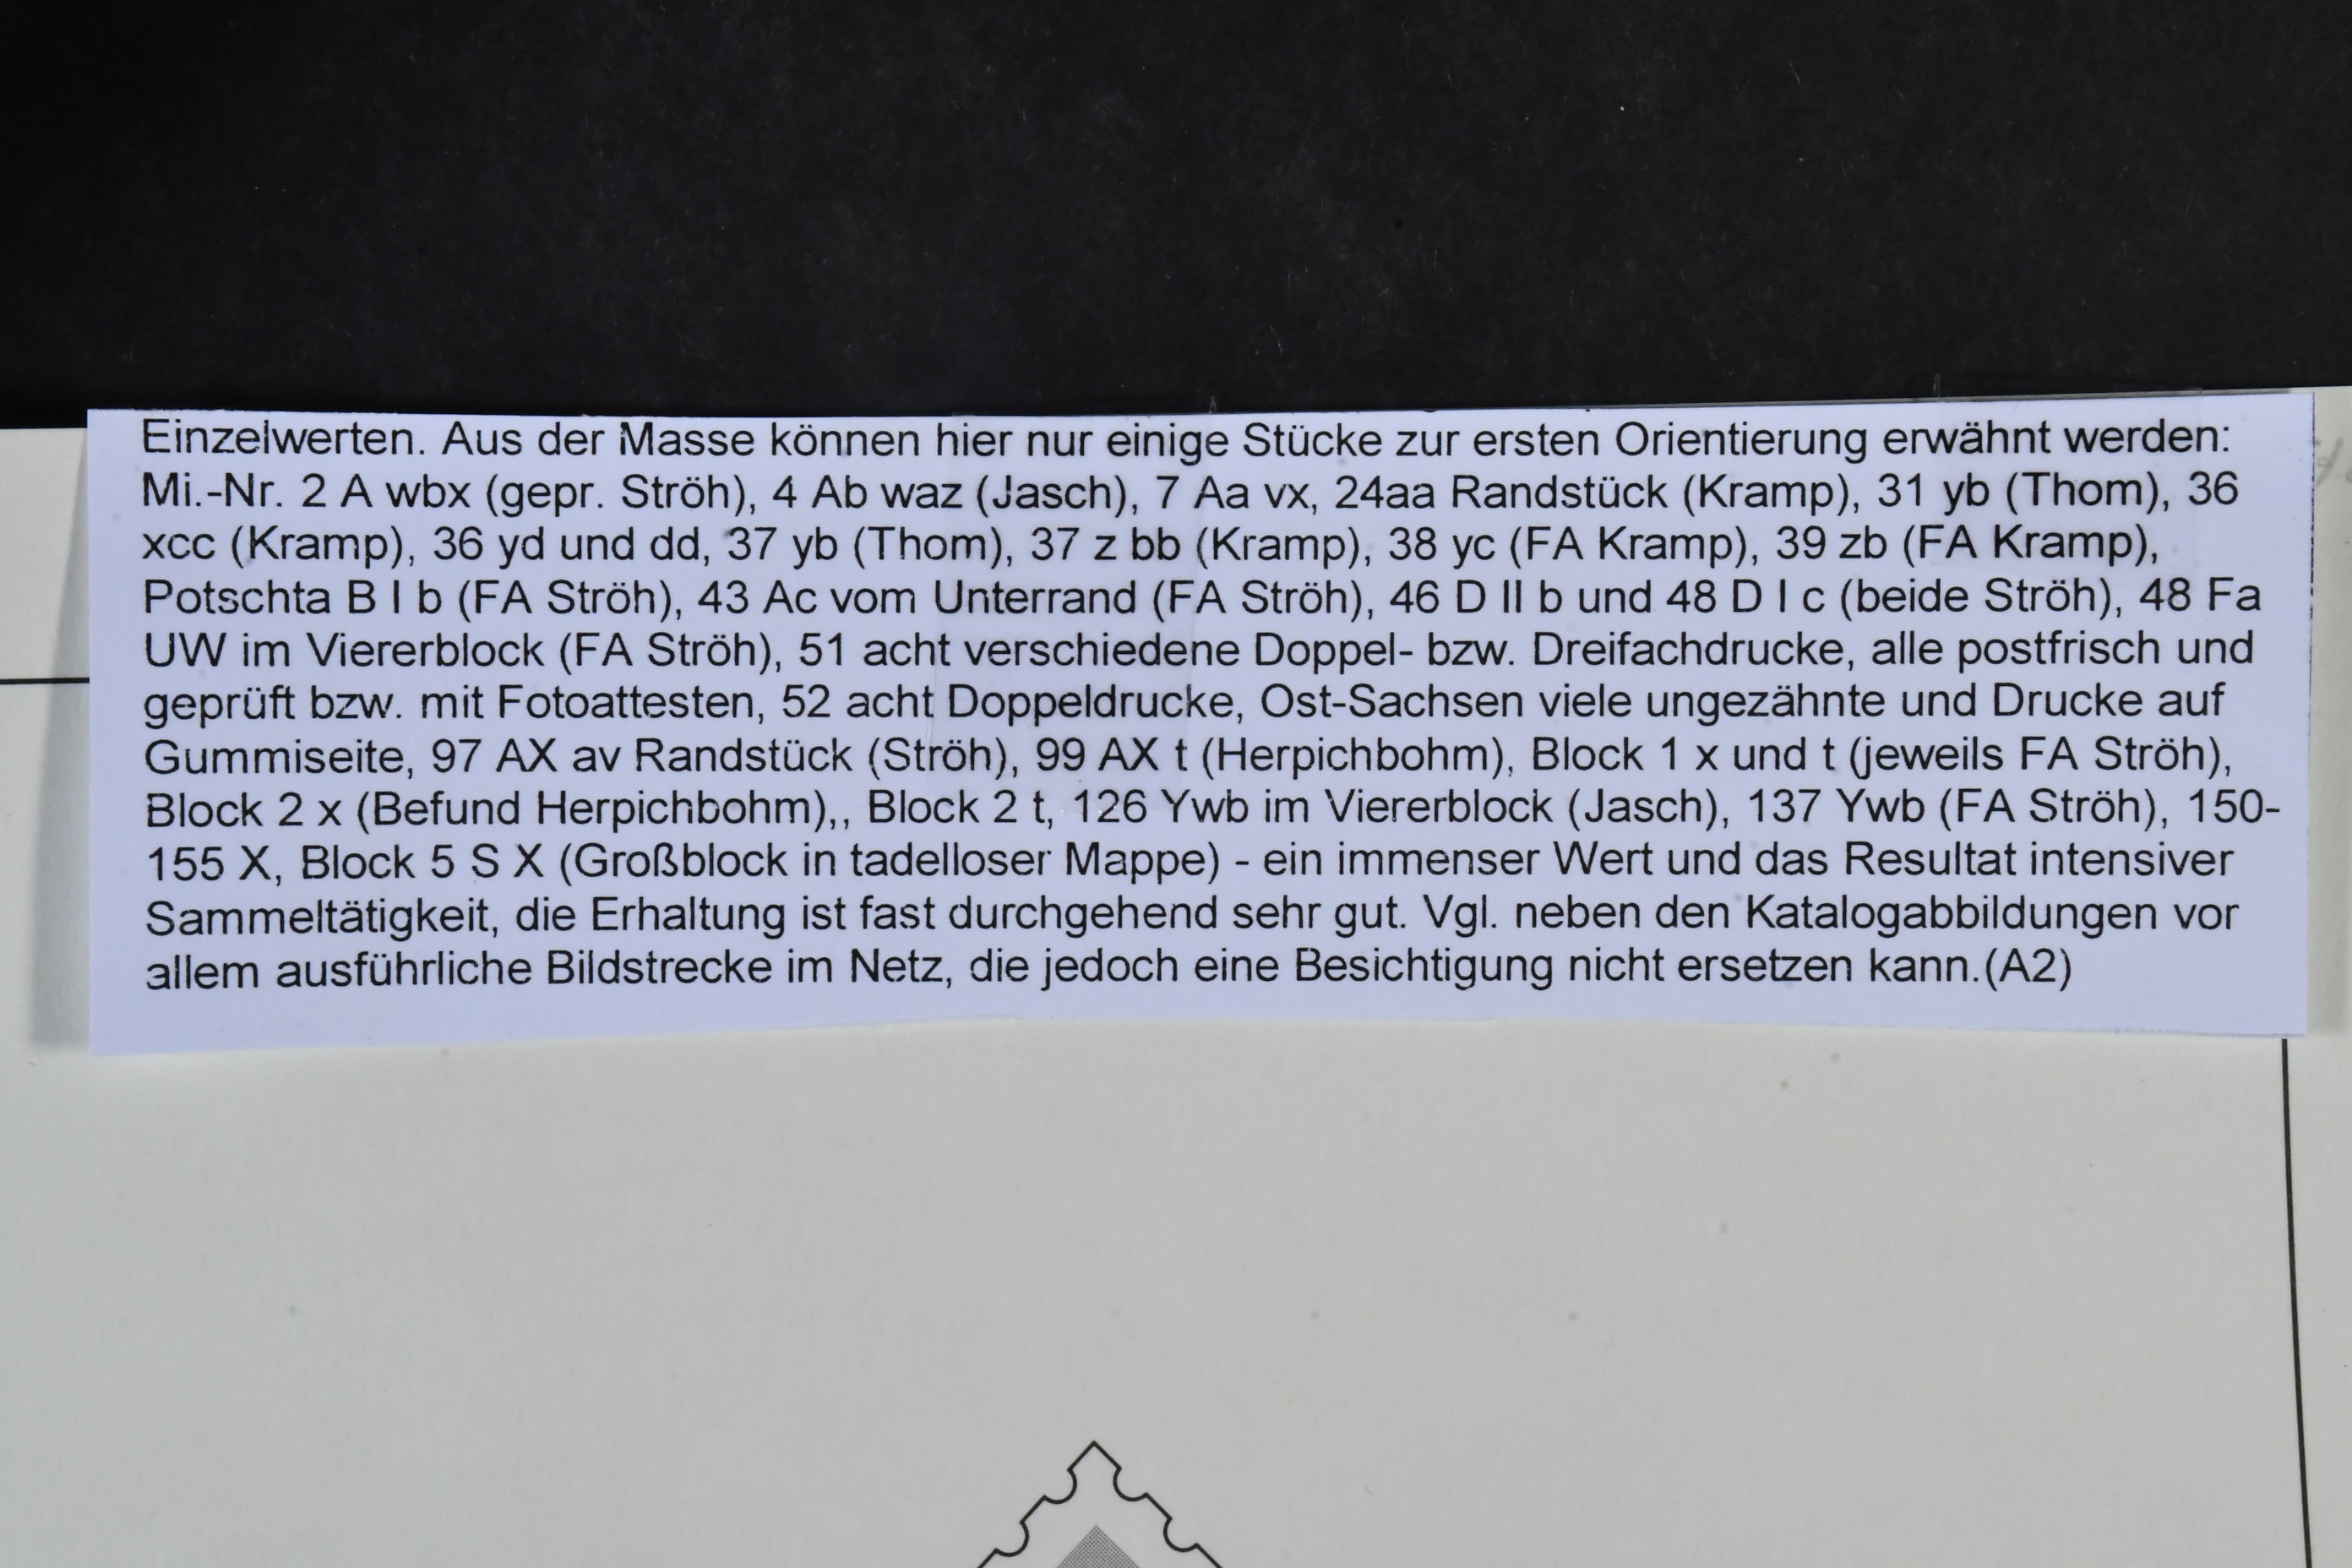 Einzelwerten. Aus der Masse können hier nur einige Stücke zur ersten Orientierung erwähnt werden:
Mi.-Nr. 2 A wbx (gepr. Ströh), 4 Ab waz (Jasch), 7 Aa vx, 24aa Randstück (Kramp), 31 yb (Thom), 36
xcc (Kramp), 36 yd und dd, 37 yb (Thom), 37 z bb (Kramp), 38 yc (FA Kramp), 39 zb (FA Kramp),
Potschta B I b (FA Ströh), 43 Ac vom Unterrand (FA Ströh), 46 D II b und 48 D I c (beide Ströh), 48 Fa
UW im Viererblock (FA Ströh), 51 acht verschiedene Doppel- bzw. Dreifachdrucke, alle postfrisch und
geprüft bzw. mit Fotoattesten, 52 acht Doppeldrucke, Ost-Sachsen viele ungezähnte und Drucke auf
Gummiseite, 97 AX av Randstück (Ströh), 99 AX t (Herpichbohm), Block 1 x und t (jeweils FA Ströh),
Block 2 x (Befund Herpichbohm),, Block 2 t, 126 Ywb im Viererblock (Jasch), 137 Ywb (FA Ströh), 150-
155 X, Block 5 S X (Großblock in tadelloser Mappe) - ein immenser Wert und das Resultat intensiver
Sammeltätigkeit, die Erhaltung ist fast durchgehend sehr gut. Vgl. neben den Katalogabbildungen vor
allem ausführliche Bildstrecke im Netz, die jedoch eine Besichtigung nicht ersetzen kann.(A2)